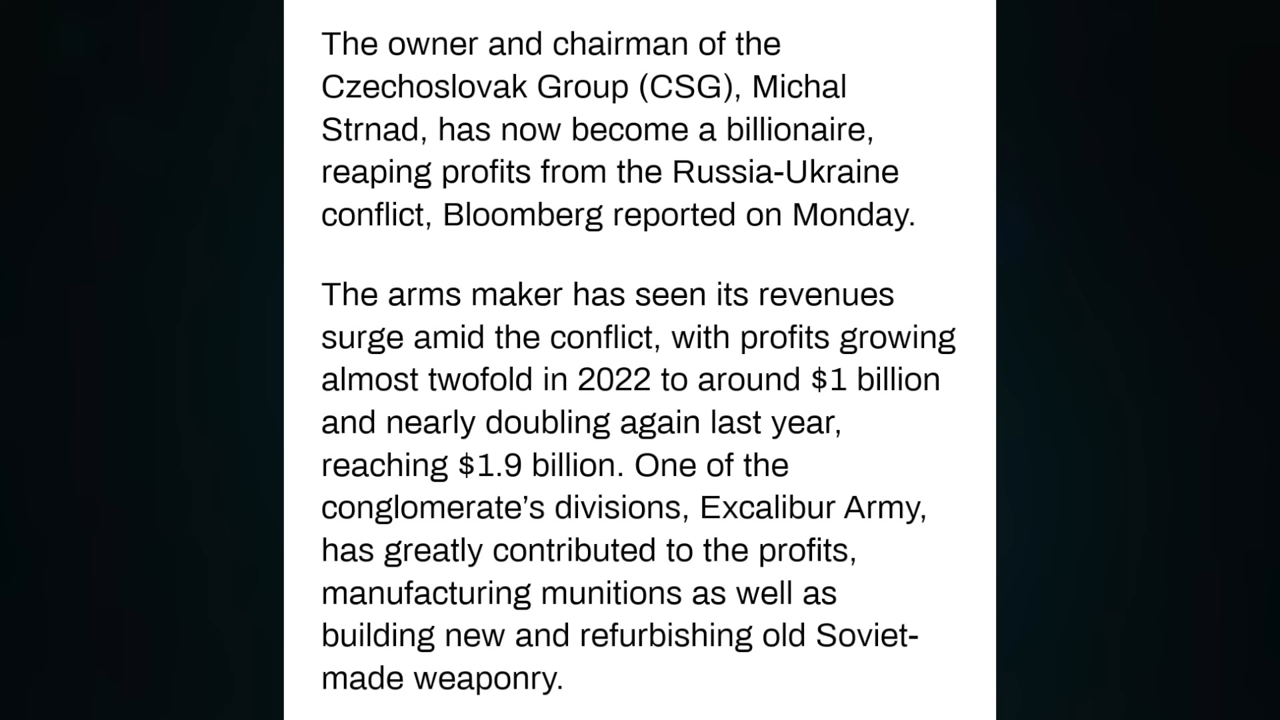 The owner and chairman of the
Czechoslovak Group (CSG), Michal
Strnad, has now become a billionaire,
reaping profits from the Russia-Ukraine
conflict, Bloomberg reported on Monday.
The arms maker has seen its revenues
surge amid the conflict, with profits growing
almost twofold in 2022 to around $1 billion
and nearly doubling again last year,
reaching $1.9 billion. One of the
conglomerate’s divisions, Excalibur Army,
has greatly contributed to the profits,
manufacturing munitions as well as
building new and refurbishing old Soviet-
made weaponry.